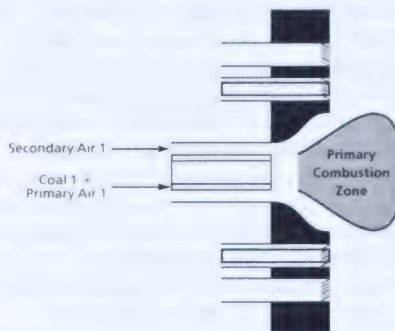 Secondary Air 1
Coal 1 +
Primary Air 1
Primary
Combustion
Zone